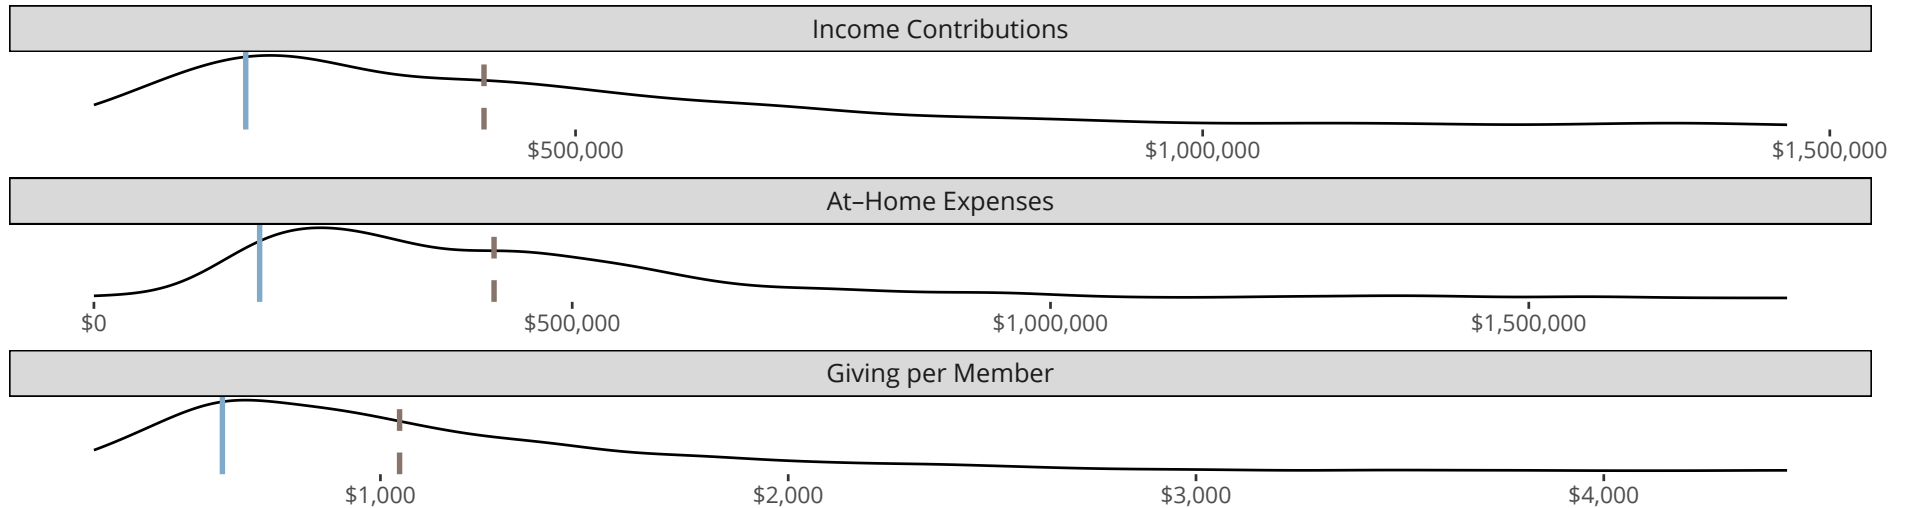 Income Contributions
$500,000 $1,000,000 $1,500,000
At–Home Expenses
$0 $500,000 $1,000,000 $1,500,000
Giving per Member
$1,000 $2,000 $3,000 $4,000